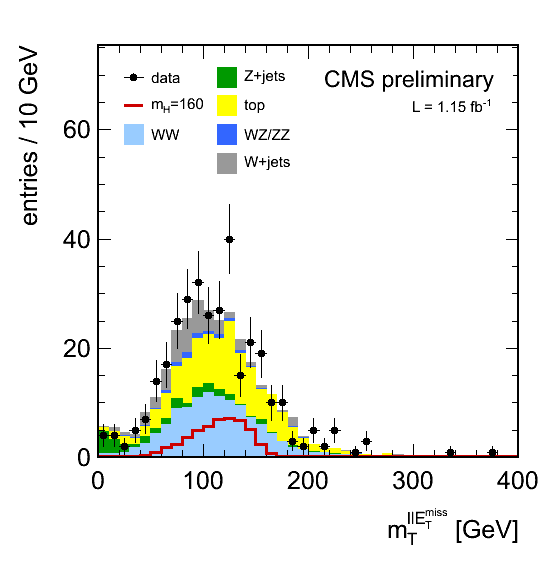 entries / 10 GeV
data
m_H=160
WW
Z+jets
top
WZ/ZZ
W+jets
CMS preliminary
L = 1.15 fb⁻¹
60
40
20
0
0 100 200 300 400
m_T^{llE_T^{miss}} [GeV]